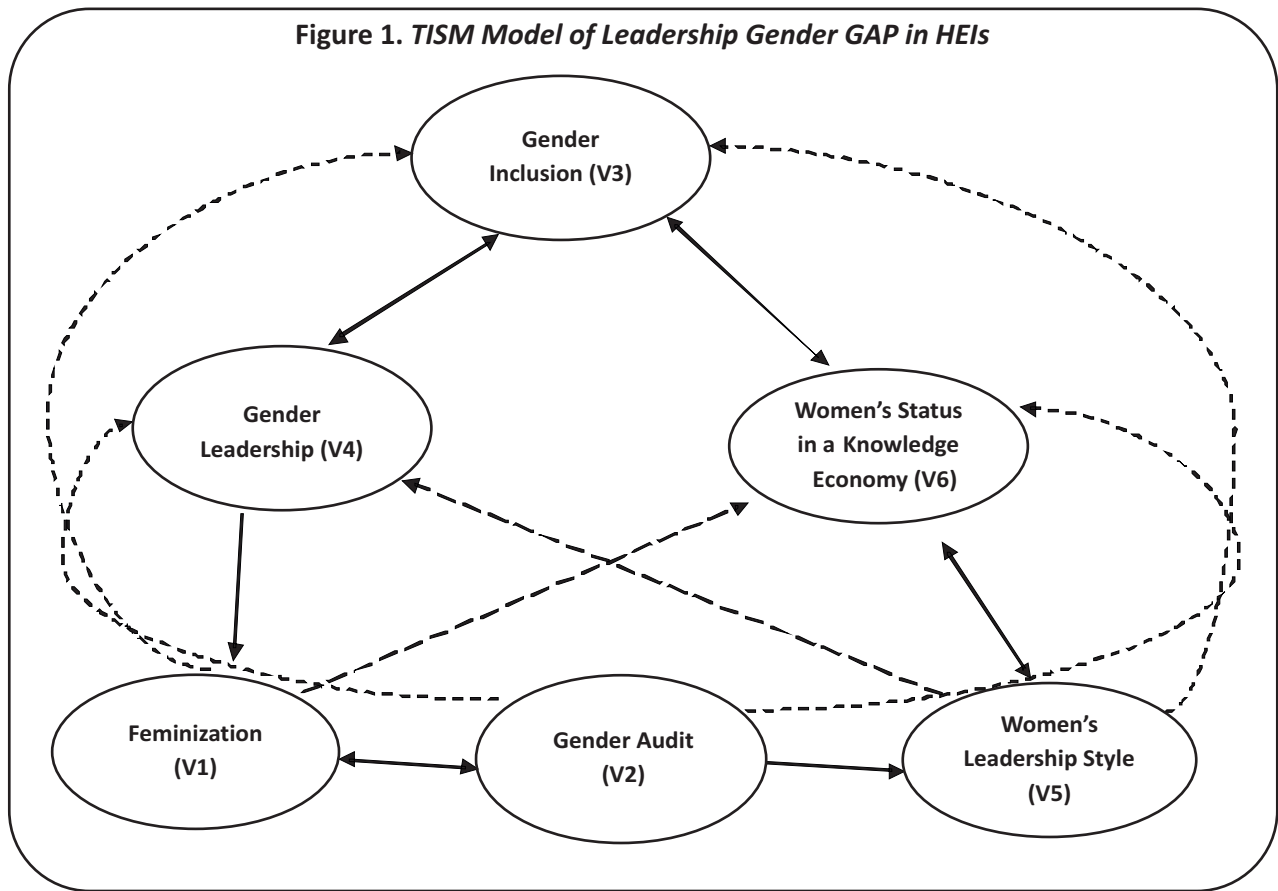 Figure 1. TISM Model of Leadership Gender GAP in HEIs
Gender
Inclusion (V3)
Gender
Leadership (V4)
Women’s Status
in a Knowledge
Economy (V6)
Feminization
(V1)
Gender Audit
(V2)
Women’s
Leadership Style
(V5)